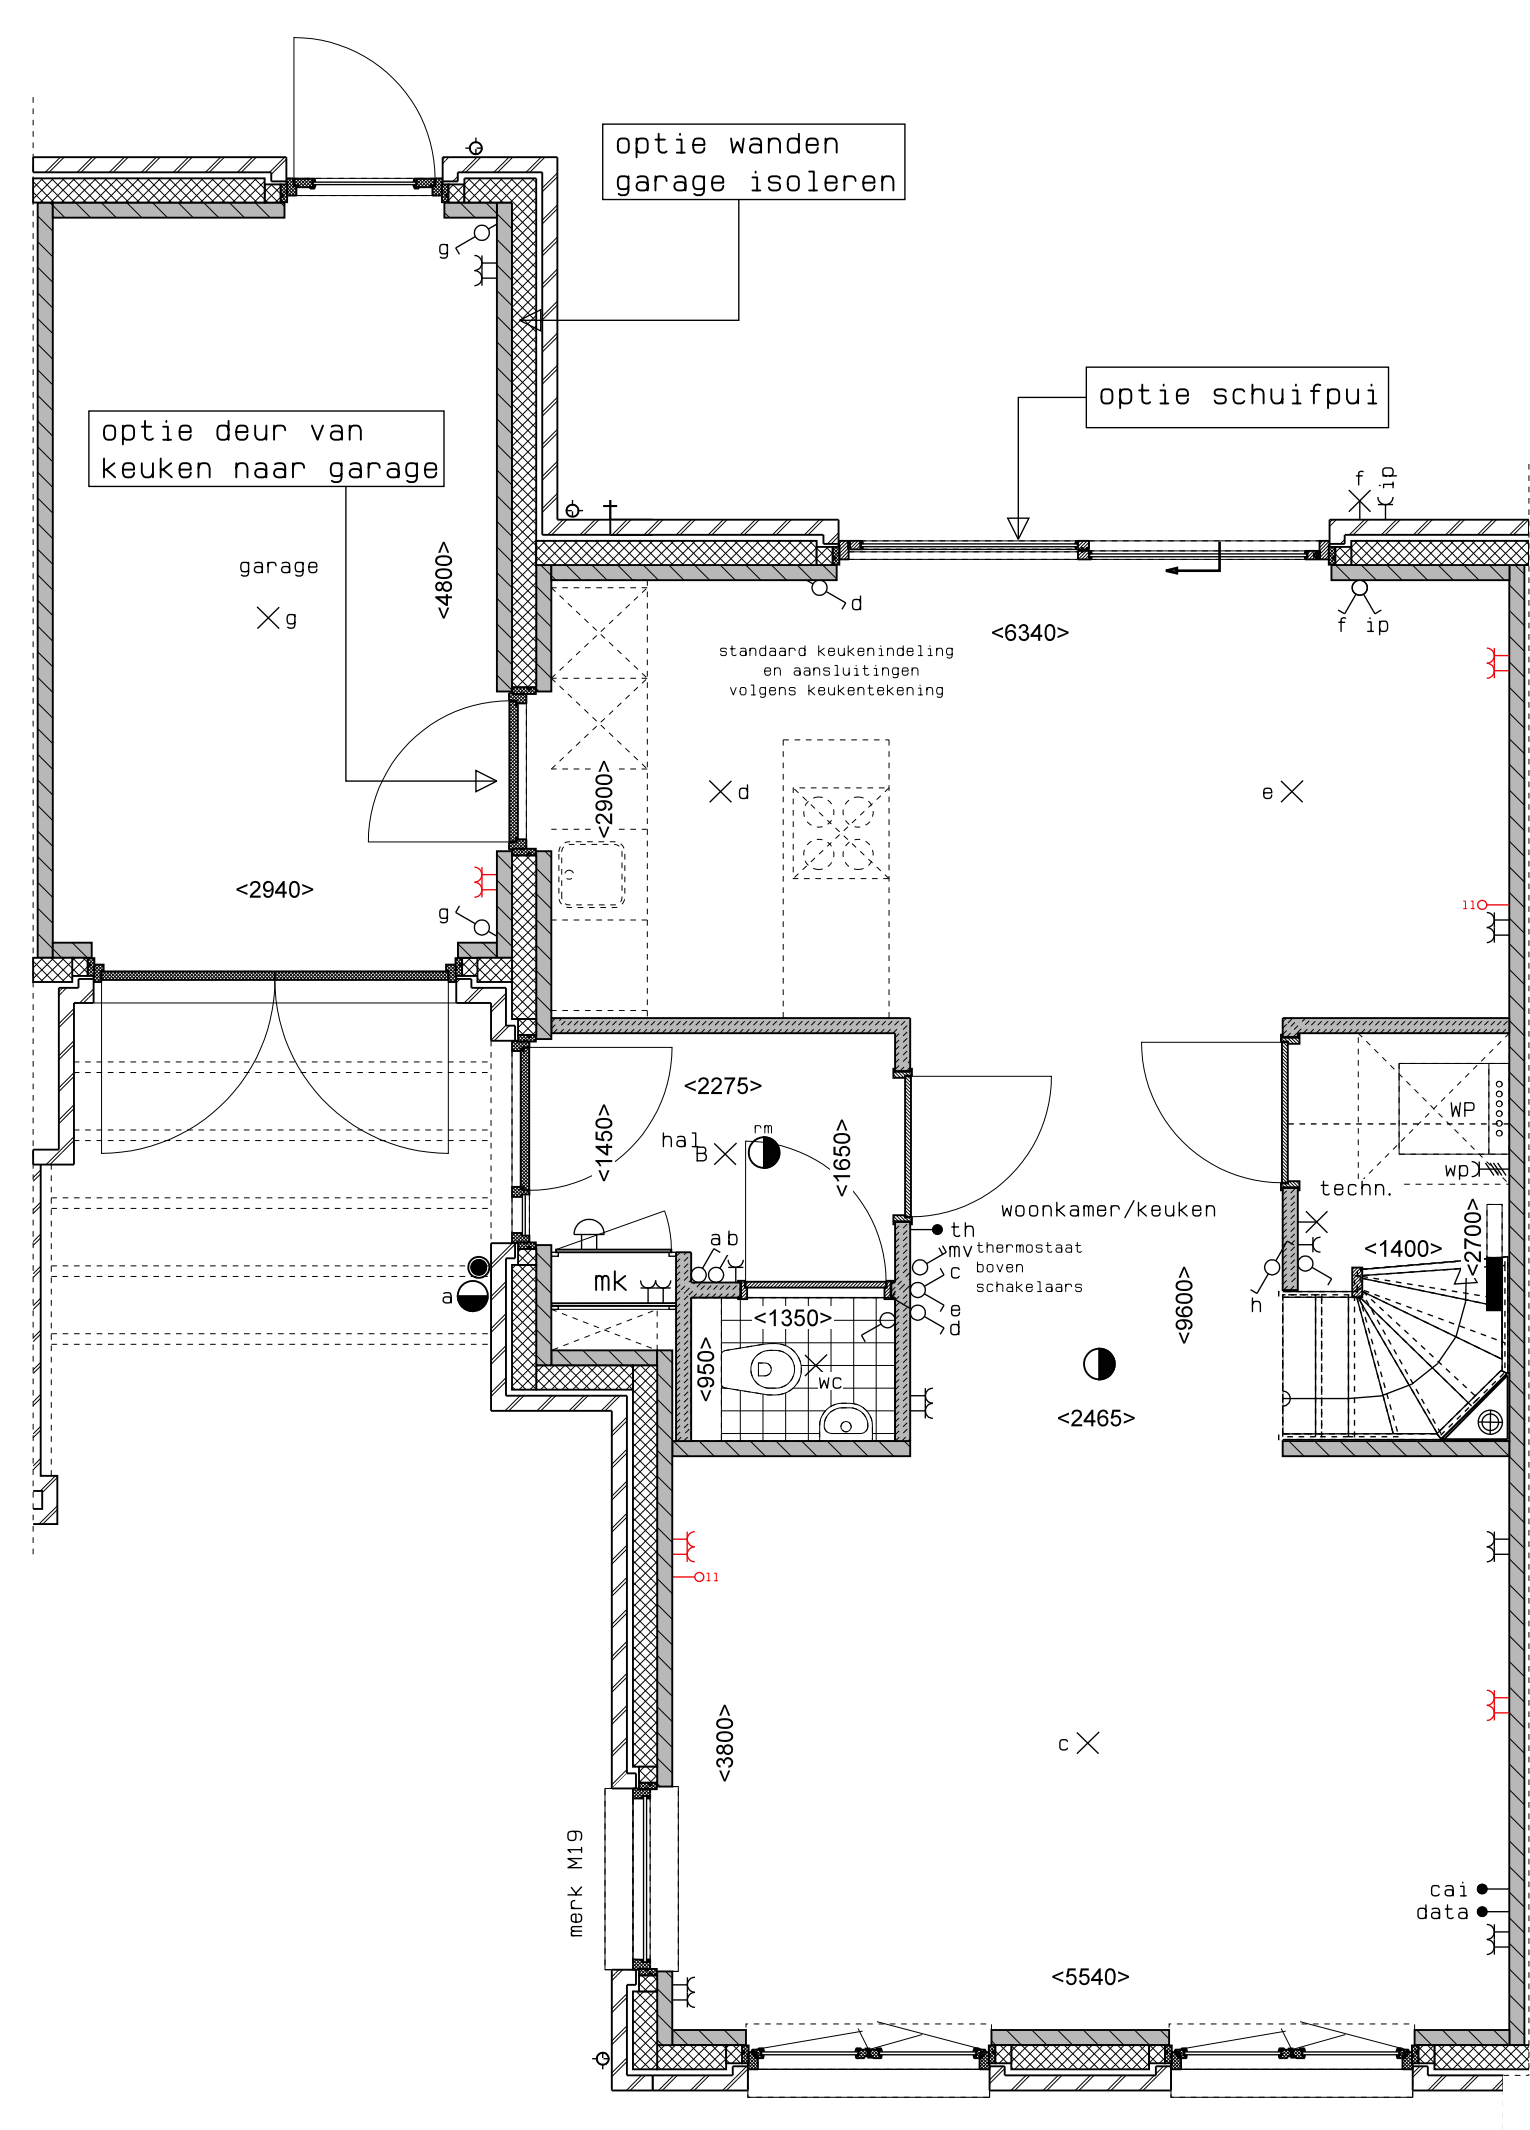 optie wanden
garage isoleren
g
optie schuifpui
optie deur van
keuken naar garage
f
ip
garage
g
<4800>
d
<6340>
f ip
standaard keukenindeling
en aansluitingen
volgens keukentekening
<2900>
d
e
<2940>
g
11
<2275>
hal
B
rm
<1450>
<1650>
WP
wp
techn.
woonkamer/keuken
th
mv
thermostaat
boven
schakelaars
c
e
d
a b
mk
a
<1350>
<950>
wc
<1400>
<2700>
h
<9600>
<2465>
11
<3800>
c
merk M19
cai
data
<5540>